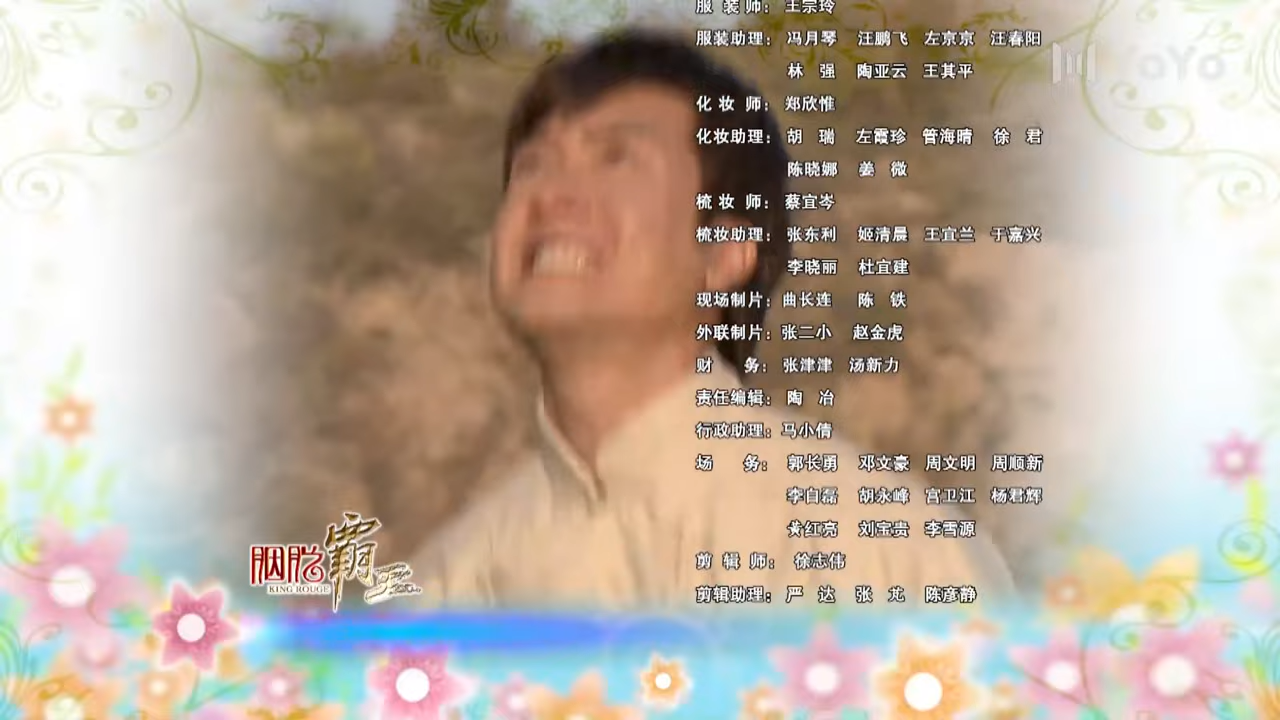 服 装 师： 王宗玲
服装助理： 冯月琴 汪鹏飞 左京京 汪春阳
林 强 陶亚云 王其平
YoYo
化 妆 师： 郑欣惟
化妆助理： 胡 瑞 左霞珍 管海晴 徐 君
陈晓娜 姜 微
梳 妆 师： 蔡宜岑
梳妆助理： 张东利 姬清晨 王宜兰 于嘉兴
李晓丽 杜宜建
现场制片： 曲长连 陈 铁
外联制片： 张二小 赵金虎
财 务： 张津津 汤新力
责任编辑： 陶 冶
行政助理： 马小倩
场 务： 郭长勇 邓文豪 周文明 周顺新
李自磊 胡永峰 宫卫江 杨君辉
黄红亮 刘宝贵 李雪源
剪 辑 师： 徐志伟
剪辑助理： 严 达 张 尤 陈彦静
胭脂霸王
KING ROUGE